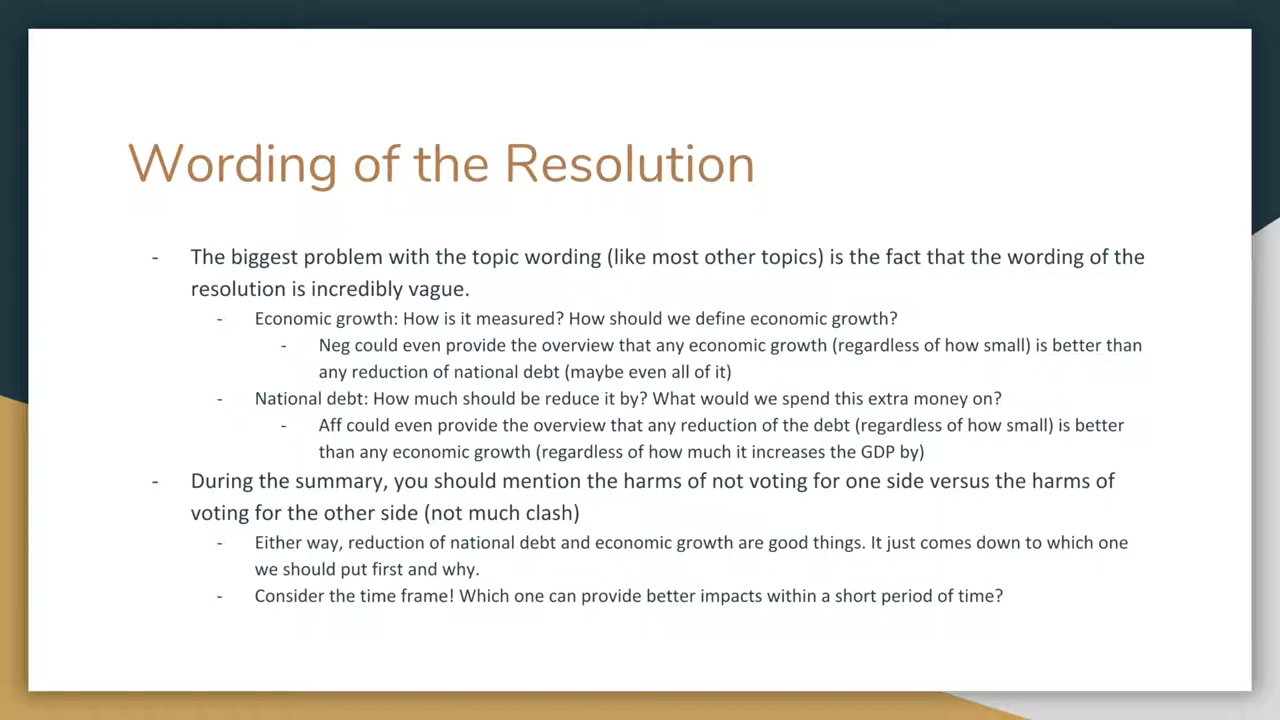 Wording of the Resolution
- The biggest problem with the topic wording (like most other topics) is the fact that the wording of the
resolution is incredibly vague.
- Economic growth: How is it measured? How should we define economic growth?
- Neg could even provide the overview that any economic growth (regardless of how small) is better than
any reduction of national debt (maybe even all of it)
- National debt: How much should be reduce it by? What would we spend this extra money on?
- Aff could even provide the overview that any reduction of the debt (regardless of how small) is better
than any economic growth (regardless of how much it increases the GDP by)
- During the summary, you should mention the harms of not voting for one side versus the harms of
voting for the other side (not much clash)
- Either way, reduction of national debt and economic growth are good things. It just comes down to which one
we should put first and why.
- Consider the time frame! Which one can provide better impacts within a short period of time?